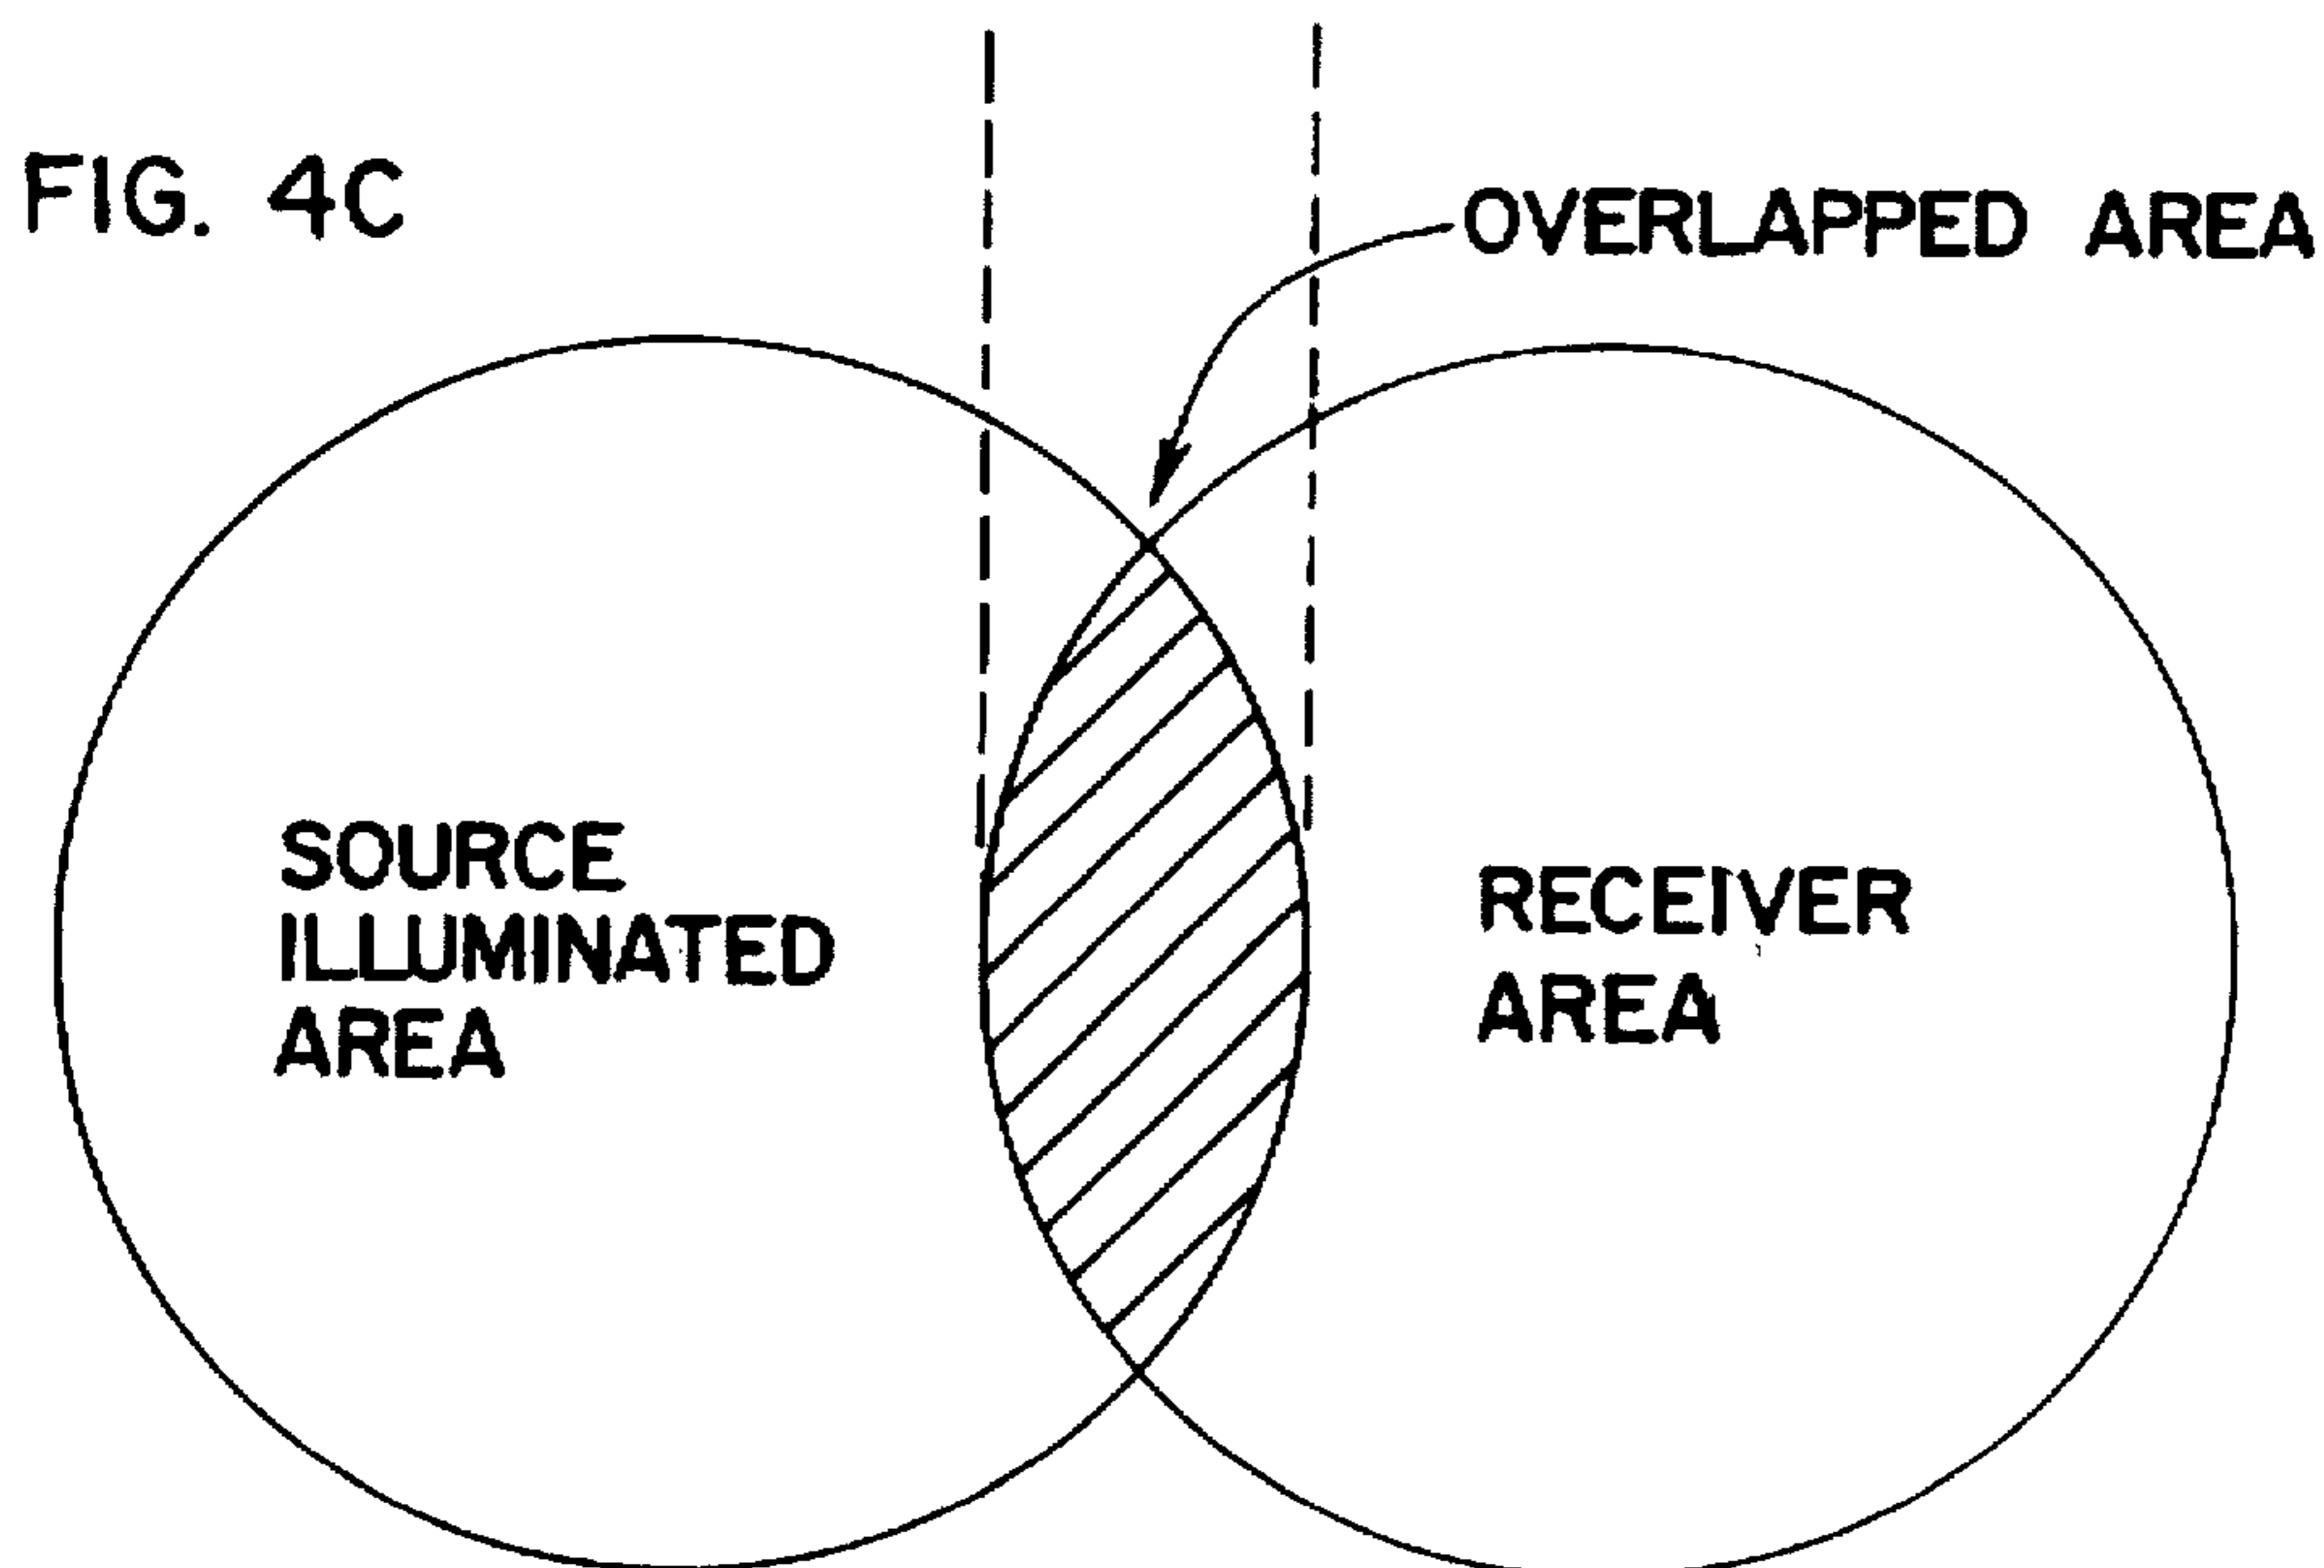 FIG. 4C
OVERLAPPED AREA
SOURCE
ILLUMINATED
AREA
RECEIVER
AREA